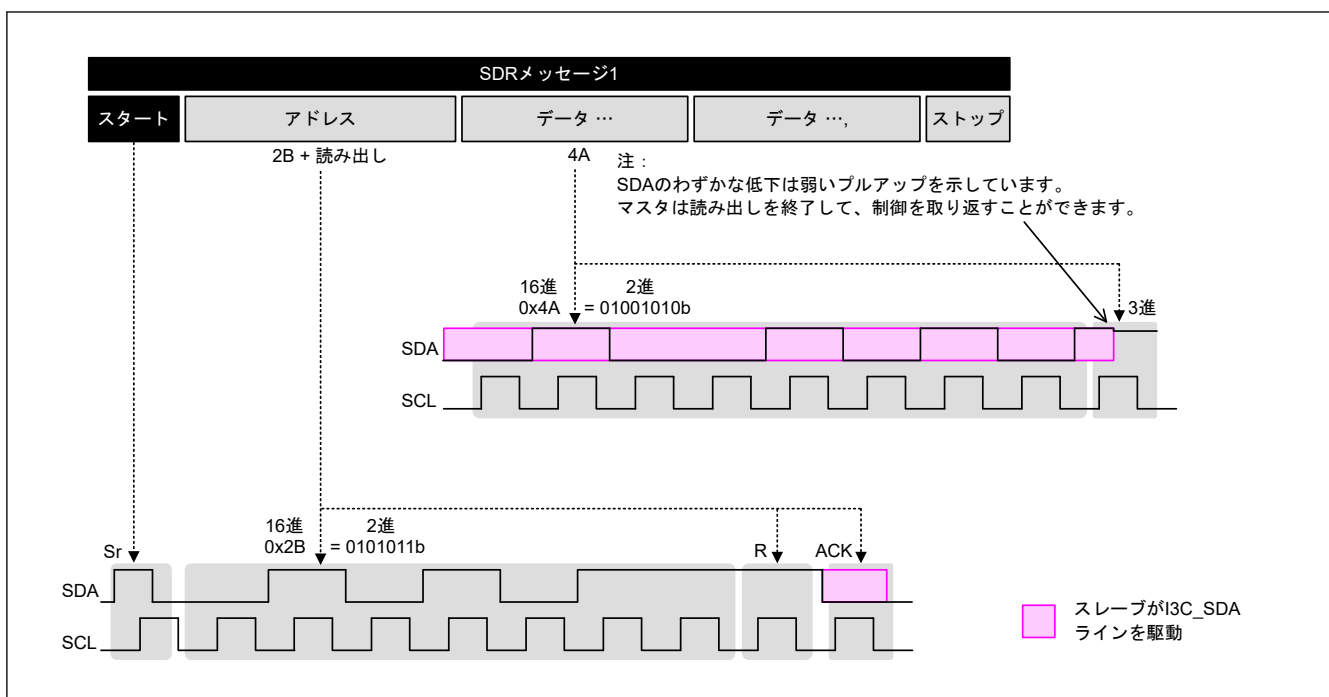 SDRメッセージ1
スタート アドレス データ … データ …, ストップ
2B + 読み出し 4A
注：
SDAのわずかな低下は弱いプルアップを示しています。
マスタは読み出しを終了して、制御を取り返すことができます。
16進 2進
0x4A = 01001010b
3進
SDA
SCL
16進 2進
0x2B = 0101011b
Sr R ACK
SDA
SCL
スレーブがI3C_SDA
ラインを駆動